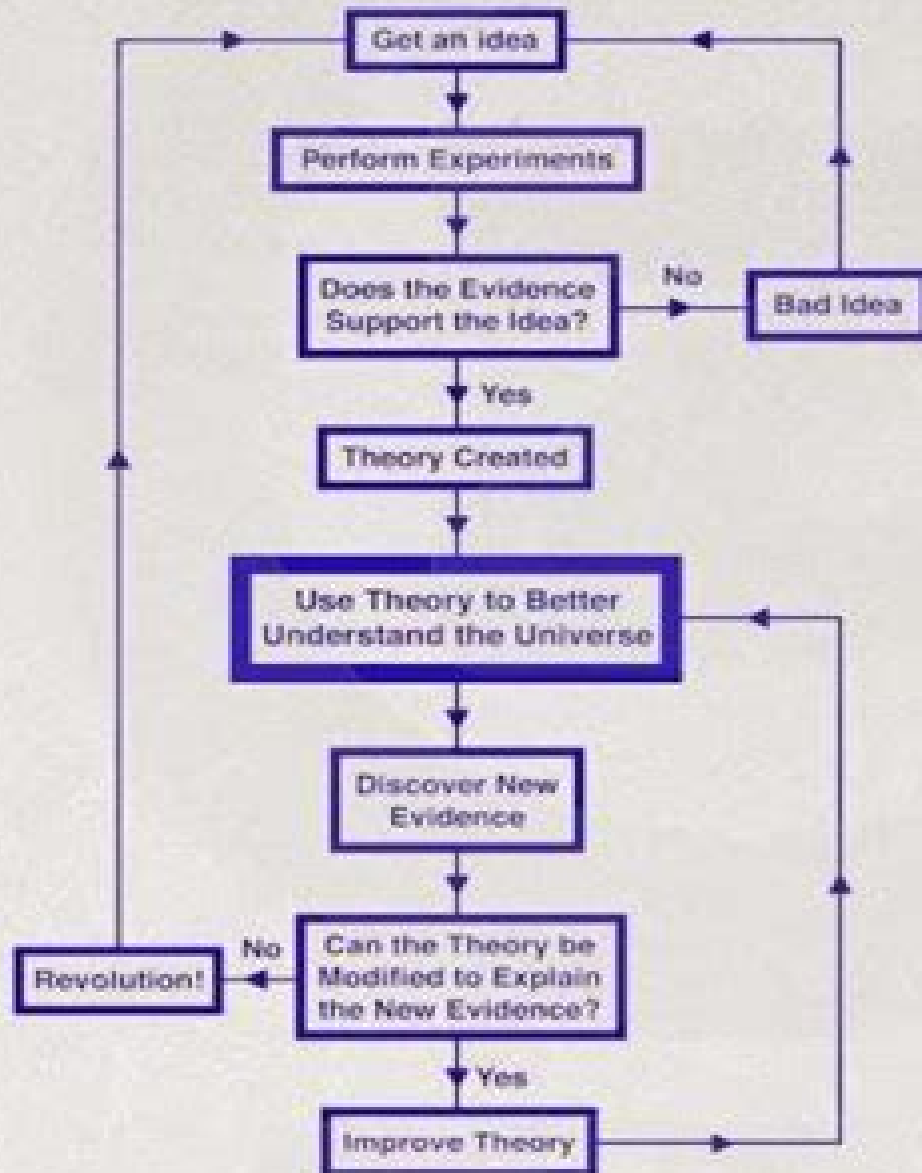 Get an idea
Perform Experiments
Does the Evidence
Support the Idea?
No
Bad Idea
Yes
Theory Created
Use Theory to Better
Understand the Universe
Discover New
Evidence
Can the Theory be
Modified to Explain
the New Evidence?
No
Revolution!
Yes
Improve Theory